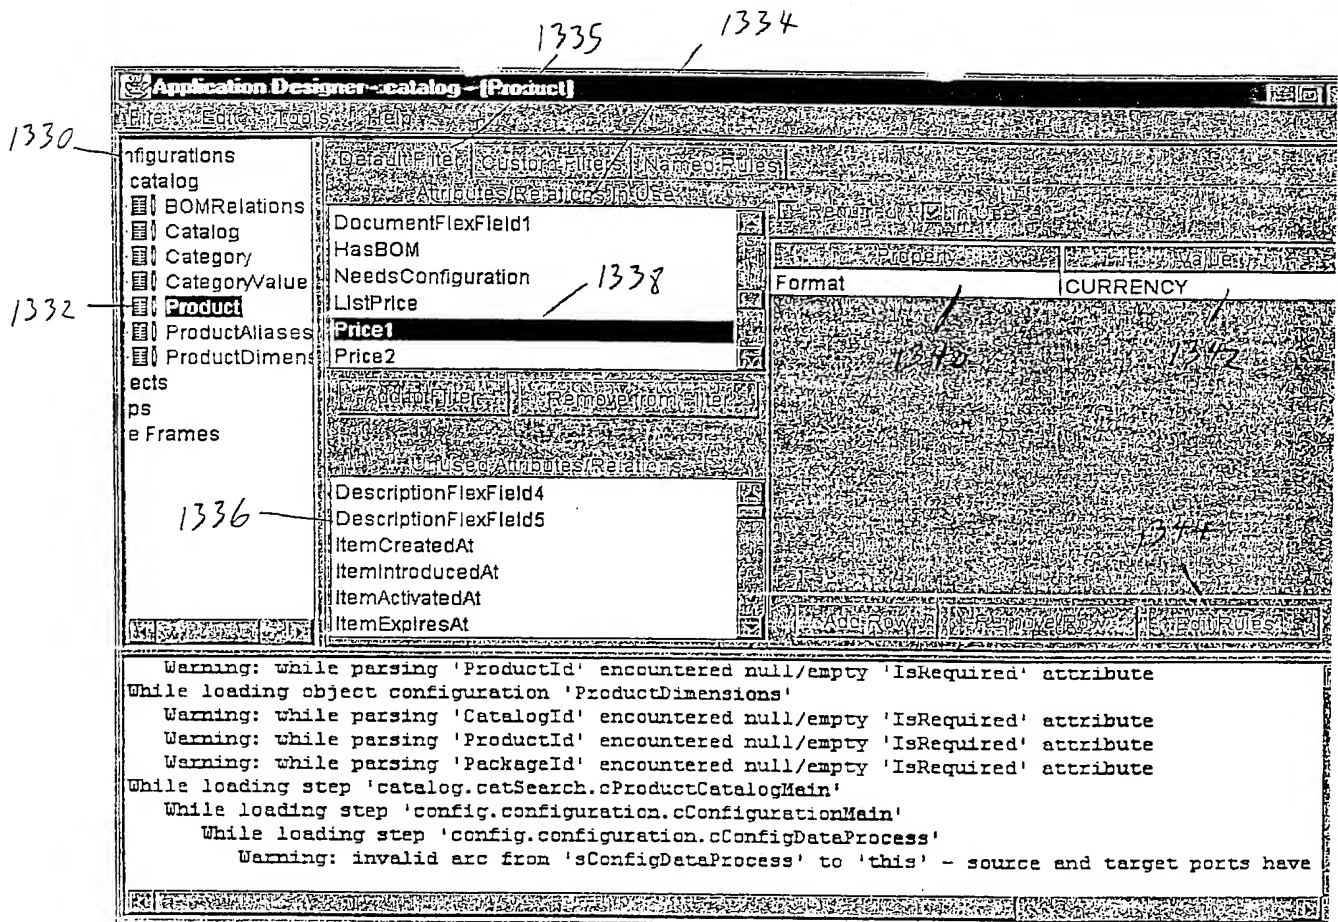 1335
1334
Application Designer - catalog - [Product]
File Edit Tools Help
1330
nfigurations
catalog
BOMRelations
Catalog
Category
CategoryValue
1332
Product
ProductAliases
ProductDimens
ects
ps
e Frames
Default Filter Custom Filters Named Rules
Attributes/Relations In Use
DocumentFlexField1
HasBOM
NeedsConfiguration
ListPrice
1338
Price1
Price2
Add to Filter Remove from Filter
Unused Attributes/Relations
1336
DescriptionFlexField4
DescriptionFlexField5
ItemCreatedAt
ItemIntroducedAt
ItemActivatedAt
ItemExpiresAt
Required In Use
Property Value
Format CURRENCY
1340 1342
1344
Add Row Remove Row Edit Rules
Warning: while parsing 'ProductId' encountered null/empty 'IsRequired' attribute
While loading object configuration 'ProductDimensions'
Warning: while parsing 'CatalogId' encountered null/empty 'IsRequired' attribute
Warning: while parsing 'ProductId' encountered null/empty 'IsRequired' attribute
Warning: while parsing 'PackageId' encountered null/empty 'IsRequired' attribute
While loading step 'catalog.catSearch.cProductCatalogMain'
While loading step 'config.configuration.cConfigurationMain'
While loading step 'config.configuration.cConfigDataProcess'
Warning: invalid arc from 'sConfigDataProcess' to 'this' - source and target ports have